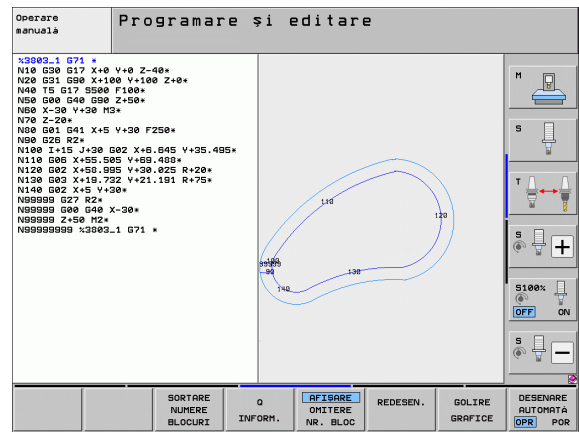 Operare
manuală
Programare și editare
%3803_1 G71 *
N10 G30 G17 X+0 Y+0 Z-40*
N20 G31 G90 X+100 Y+100 Z+0*
N40 T5 G17 S500 F100*
N50 G00 G40 G90 Z+50*
N60 X-30 Y+30 M3*
N70 Z-20*
N80 G01 G41 X+5 Y+30 F250*
N90 G26 R2*
N100 I+15 J+30 G02 X+6.645 Y+35.495*
N110 G06 X+55.505 Y+69.488*
N120 G02 X+58.995 Y+30.025 R+20*
N130 G03 X+19.732 Y+21.191 R+75*
N140 G02 X+5 Y+30*
N99999 G27 R2*
N99999 G00 G40 X-30*
N99999 Z+50 M2*
N99999999 %3803_1 G71 *
110
120
90
130
140
M
S
T
S
S100%
OFF ON
S
SORTARE
NUMERE
BLOCURI
Q
INFORM.
AFIȘARE
OMITERE
NR. BLOC
REDESEN.
GOLIRE
GRAFICE
DESENARE
AUTOMATĂ
OPR POR